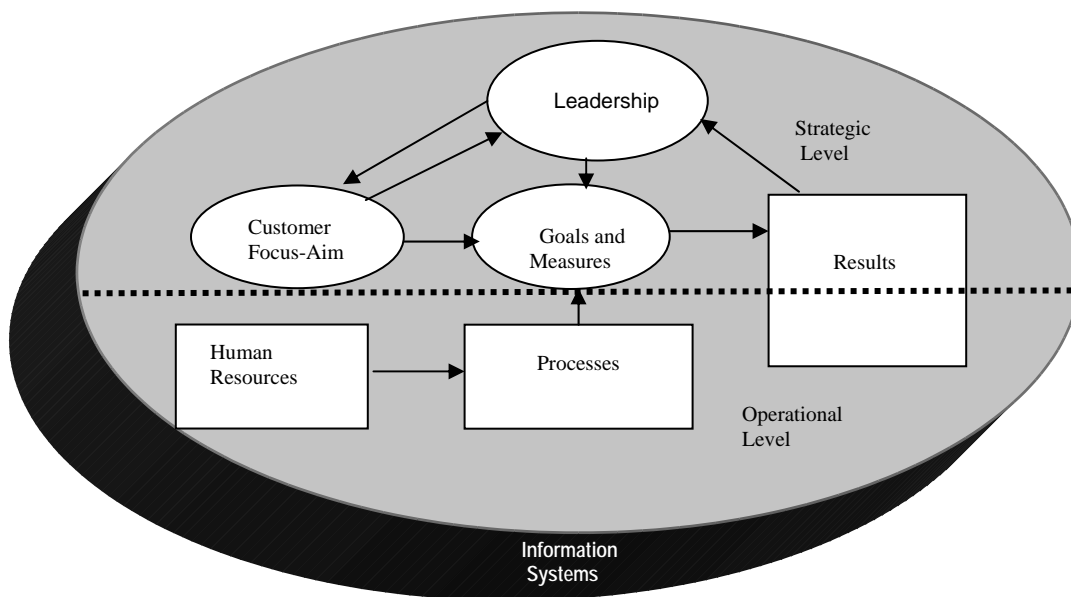 Leadership
Strategic
Level
Customer
Focus-Aim
Goals and
Measures
Results
Human
Resources
Processes
Operational
Level
Information
Systems